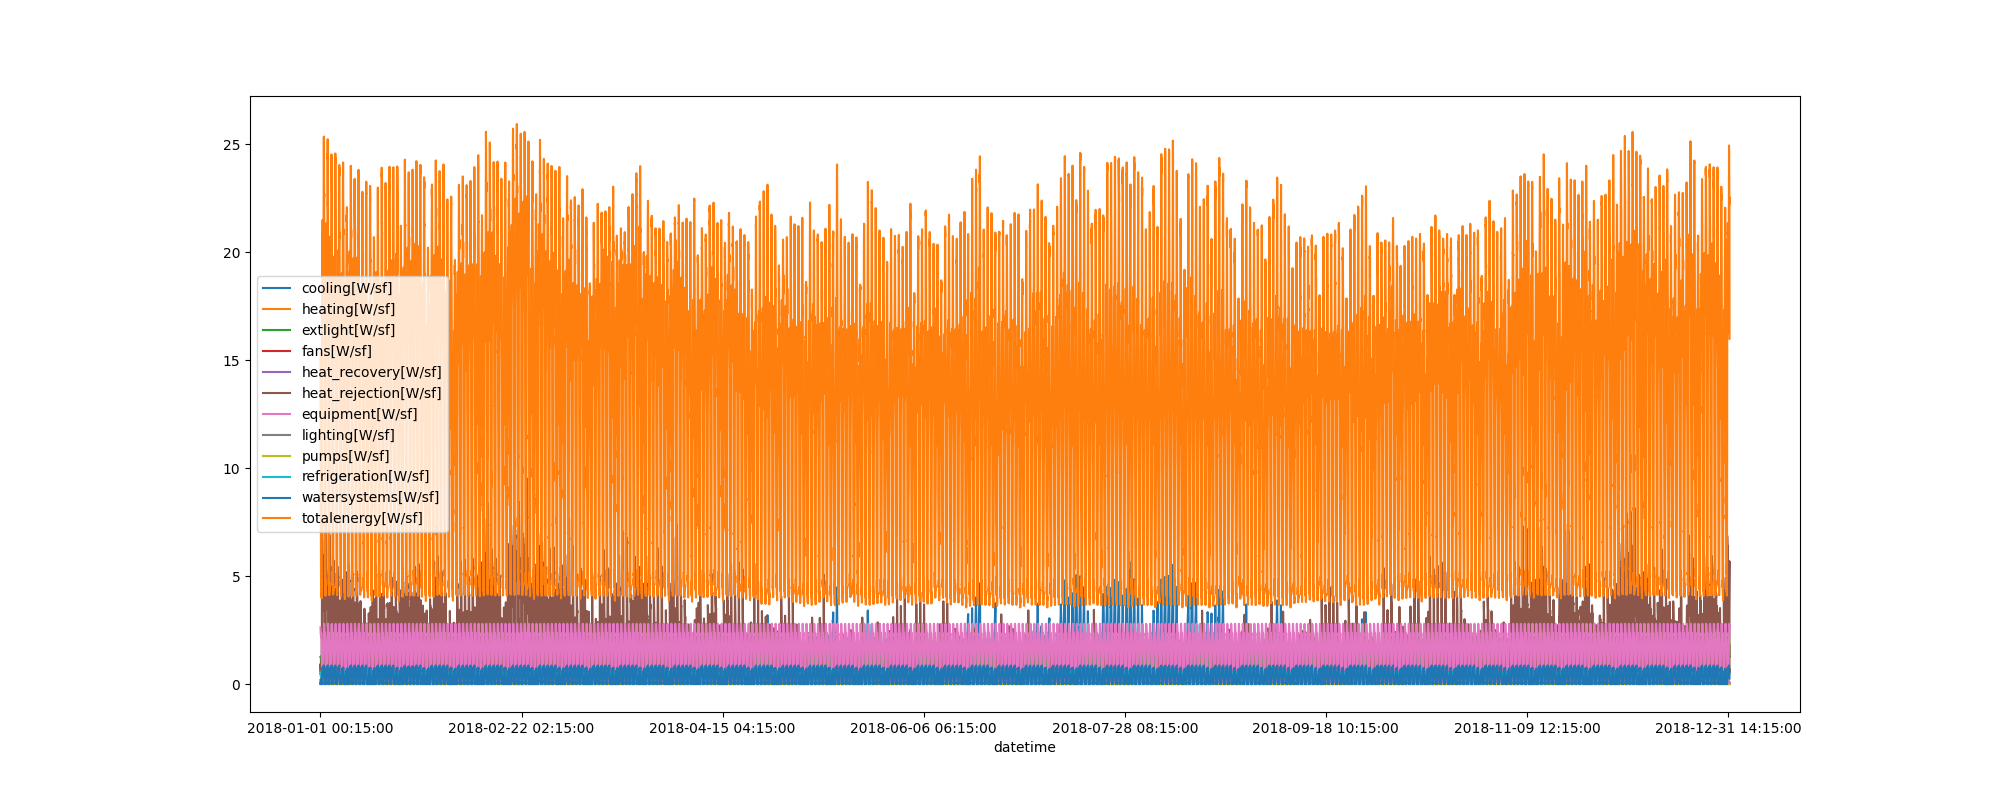 25
20
15
10
5
0
cooling[W/sf]
heating[W/sf]
extlight[W/sf]
fans[W/sf]
heat_recovery[W/sf]
heat_rejection[W/sf]
equipment[W/sf]
lighting[W/sf]
pumps[W/sf]
refrigeration[W/sf]
watersystems[W/sf]
totalenergy[W/sf]
2018-01-01 00:15:00 2018-02-22 02:15:00 2018-04-15 04:15:00 2018-06-06 06:15:00 2018-07-28 08:15:00 2018-09-18 10:15:00 2018-11-09 12:15:00 2018-12-31 14:15:00
datetime